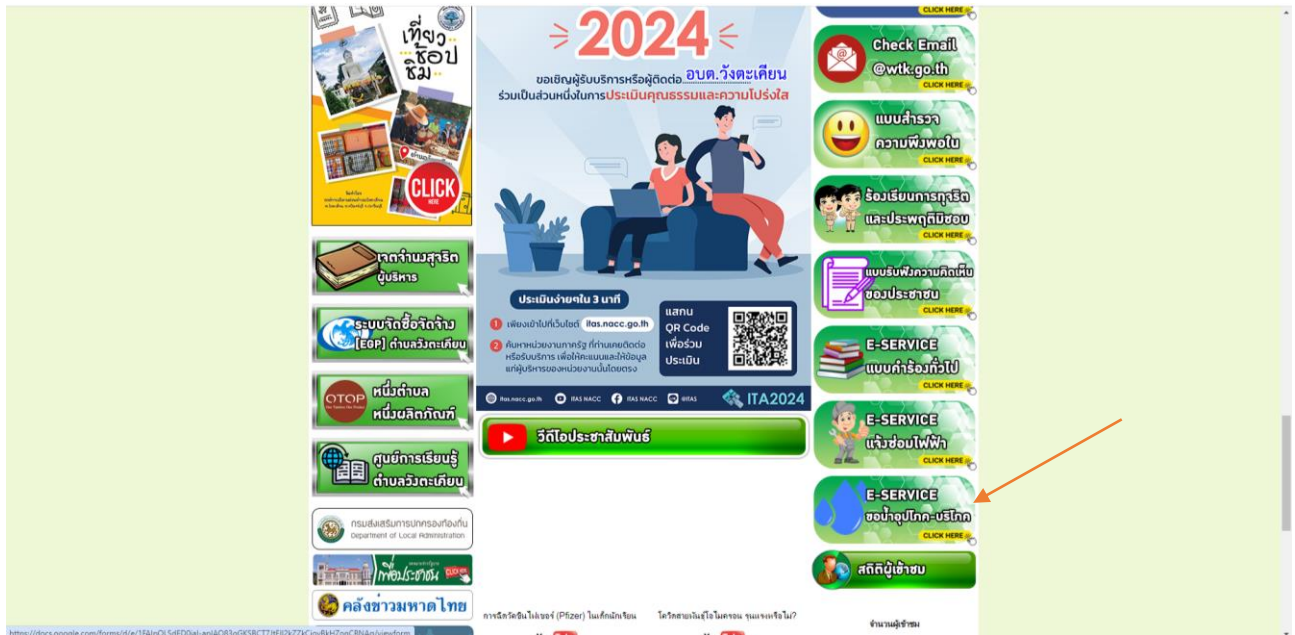 เที่ยว
ช้อป
ชิม
CLICK
HERE
เจตจำนงสุจริต
ผู้บริหาร
ระบบจัดซื้อจัดจ้าง
[EGP] ตำบลวังตะเคียน
OTOP
หนึ่งตำบล
หนึ่งผลิตภัณฑ์
ศูนย์การเรียนรู้
ตำบลวังตะเคียน
กรมส่งเสริมการปกครองท้องถิ่น
Department of Local Administration
เพื่อประชาชน
คลังข่าวมหาดไทย
2024
ขอเชิญผู้รับบริการหรือผู้ติดต่อ..อบต.วังตะเคียน
ร่วมเป็นส่วนหนึ่งในการประเมินคุณธรรมและความโปร่งใส
ประเมินง่ายๆใน 3 นาที
1 เพียงเข้าไปที่เว็บไซต์ itas.nacc.go.th
2 ค้นหาหน่วยงานภาครัฐ ที่ท่านเคยติดต่อ
หรือรับบริการ เพื่อให้คะแนนและให้ข้อมูล
แก่ผู้บริหารของหน่วยงานนั้นโดยตรง
แสกน
QR Code
เพื่อร่วม
ประเมิน
itas.nacc.go.th ITAS NACC ITAS NACC @ITAS ITA2024
วีดีโอประชาสัมพันธ์
การฉีดวัคซีนไฟเซอร์ (Pfizer) ในเด็กนักเรียน
โควิดสายพันธุ์โอไมครอน รุนแรงหรือไม่?
CLICK HERE
Check Email
@wtk.go.th
CLICK HERE
แบบสำรวจ
ความพึงพอใน
CLICK HERE
ร้องเรียนการทุจริต
และประพฤติมิชอบ
CLICK HERE
แบบรับฟังความคิดเห็น
ของประชาชน
CLICK HERE
E-SERVICE
แบบคำร้องทั่วไป
CLICK HERE
E-SERVICE
แจ้งซ่อมไฟฟ้า
CLICK HERE
E-SERVICE
ขอน้ำอุปโภค-บริโภค
CLICK HERE
สถิติผู้เข้าชม
จำนวนผู้เข้าชม